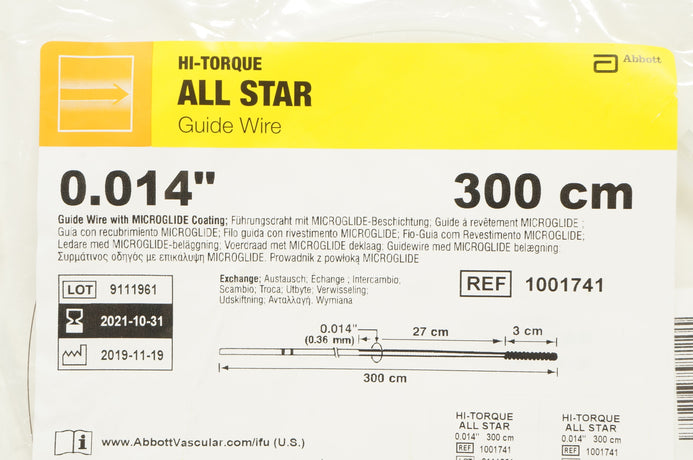 HI-TORQUE
ALL STAR
Guide Wire
Abbott
0.014" 300 cm
Guide Wire with MICROGLIDE Coating; Führungsdraht mit MICROGLIDE-Beschichtung; Guide à revêtement MICROGLIDE ;
Guía con recubrimiento MICROGLIDE; Filo guida con rivestimento MICROGLIDE; Fio-Guia com Revestimento MICROGLIDE;
Ledare med MICROGLIDE-beläggning; Voerdraad met MICROGLIDE deklaag; Guidewire med MICROGLIDE belægning;
Συρμάτινος οδηγός με επικάλυψη MICROGLIDE. Prowadnik z powłoką MICROGLIDE
LOT 9111961
2021-10-31
2019-11-19
Exchange; Austausch; Échange ; Intercambio,
Scambio; Troca; Utbyte; Verwisseling;
Udskiftning; Ανταλλαγή. Wymiana
REF 1001741
0.014" 27 cm 3 cm
(0.36 mm)
300 cm
www.AbbottVascular.com/ifu (U.S.)
HI-TORQUE
ALL STAR
0.014" 300 cm
REF 1001741
HI-TORQUE
ALL STAR
0.014" 300 cm
REF 1001741